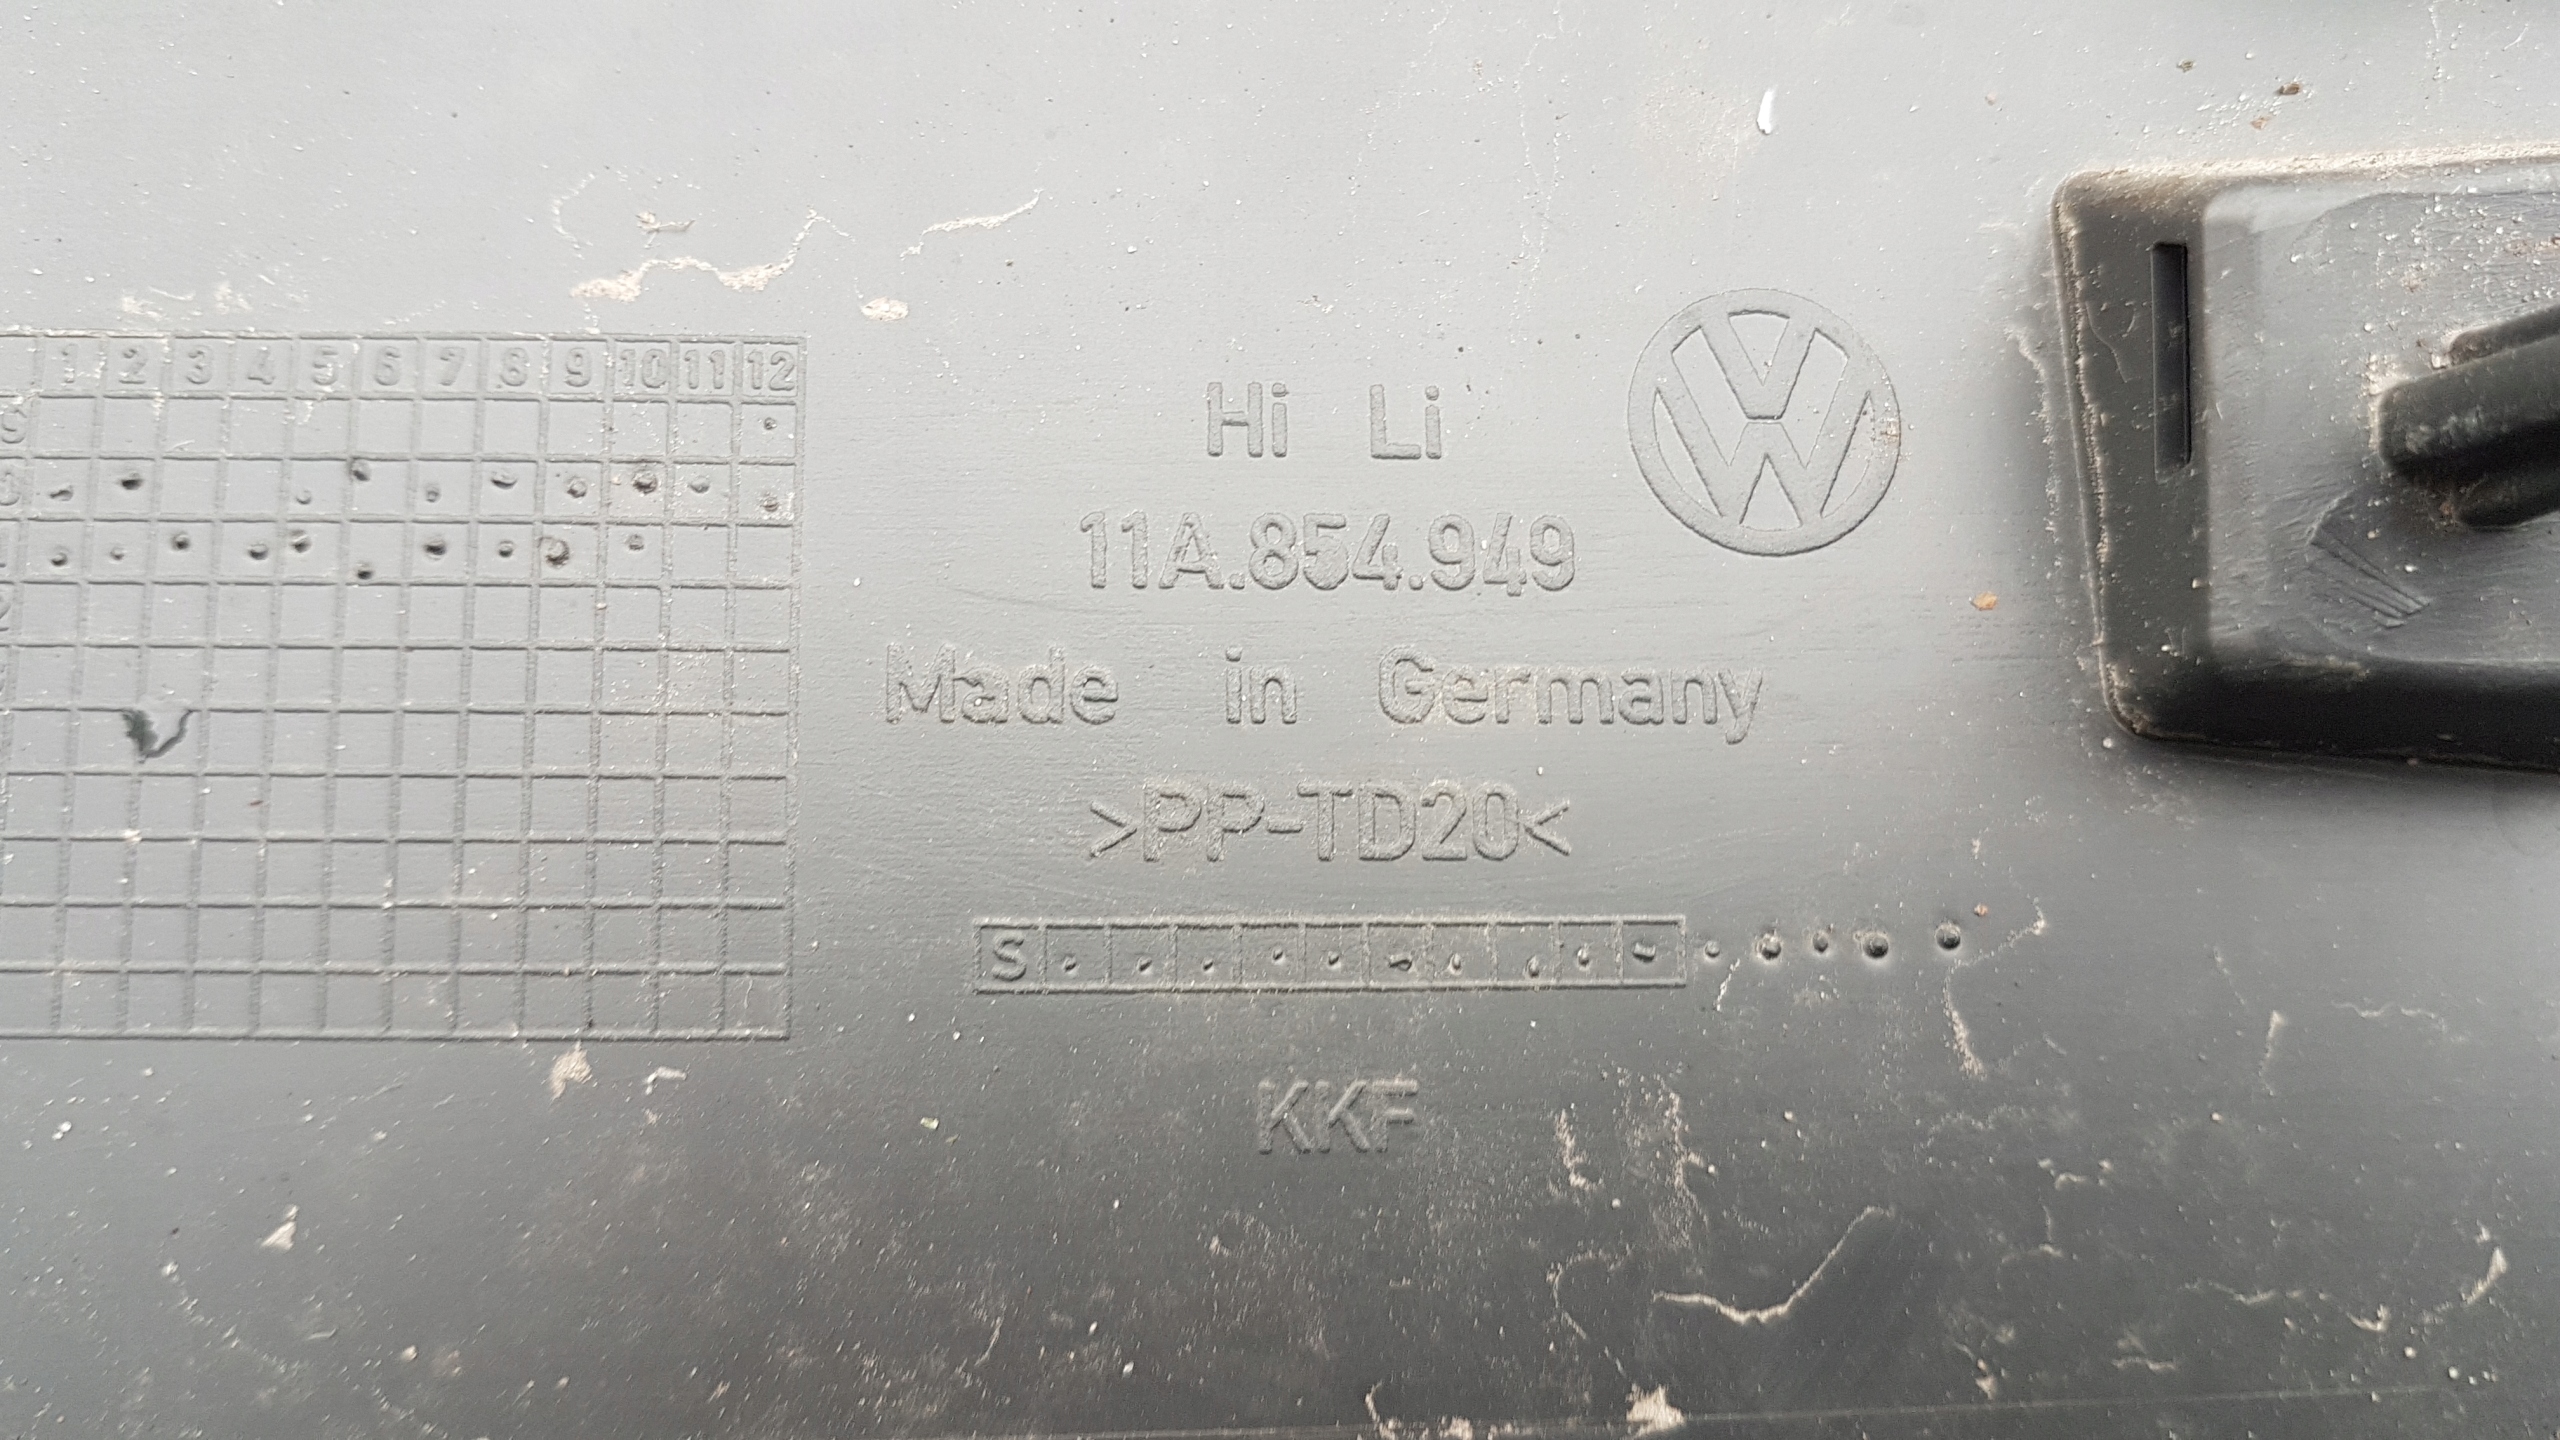 1 2 3 4 5 6 7 8 9 10 11 12
Hi Li
11A.854.949
Made in Germany
>PP-TD20<
S
KKF